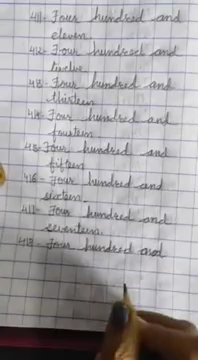 411- Four hundred and
eleven
412- Four hundred and
twelve
413- Four hundred and
thirteen
414- Four hundred and
fourteen
415- Four hundred and
fifteen
416- Four hundred and
sixteen
417- Four hundred and
seventeen
418- Four hundred and